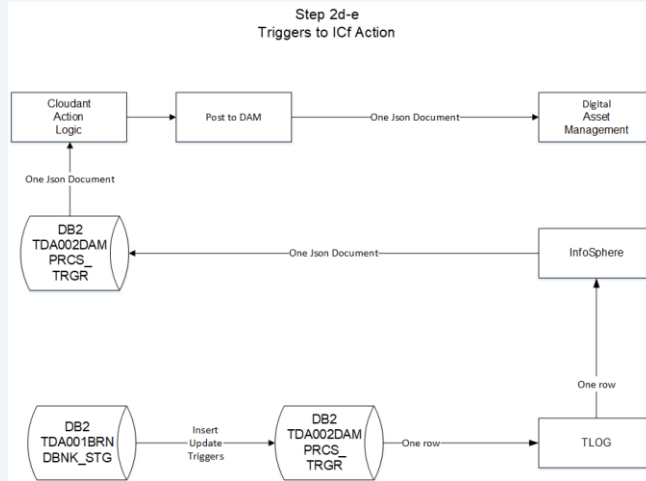 Step 2d-e
Triggers to ICf Action
Cloudant
Action
Logic
Post to DAM
One Json Document
Digital
Asset
Management
One Json Document
DB2
TDA002DAM
PRCS_
TRGR
One Json Document
InfoSphere
One row
DB2
TDA001BRN
DBNK_STG
Insert
Update
Triggers
DB2
TDA002DAM
PRCS_
TRGR
One row
TLOG